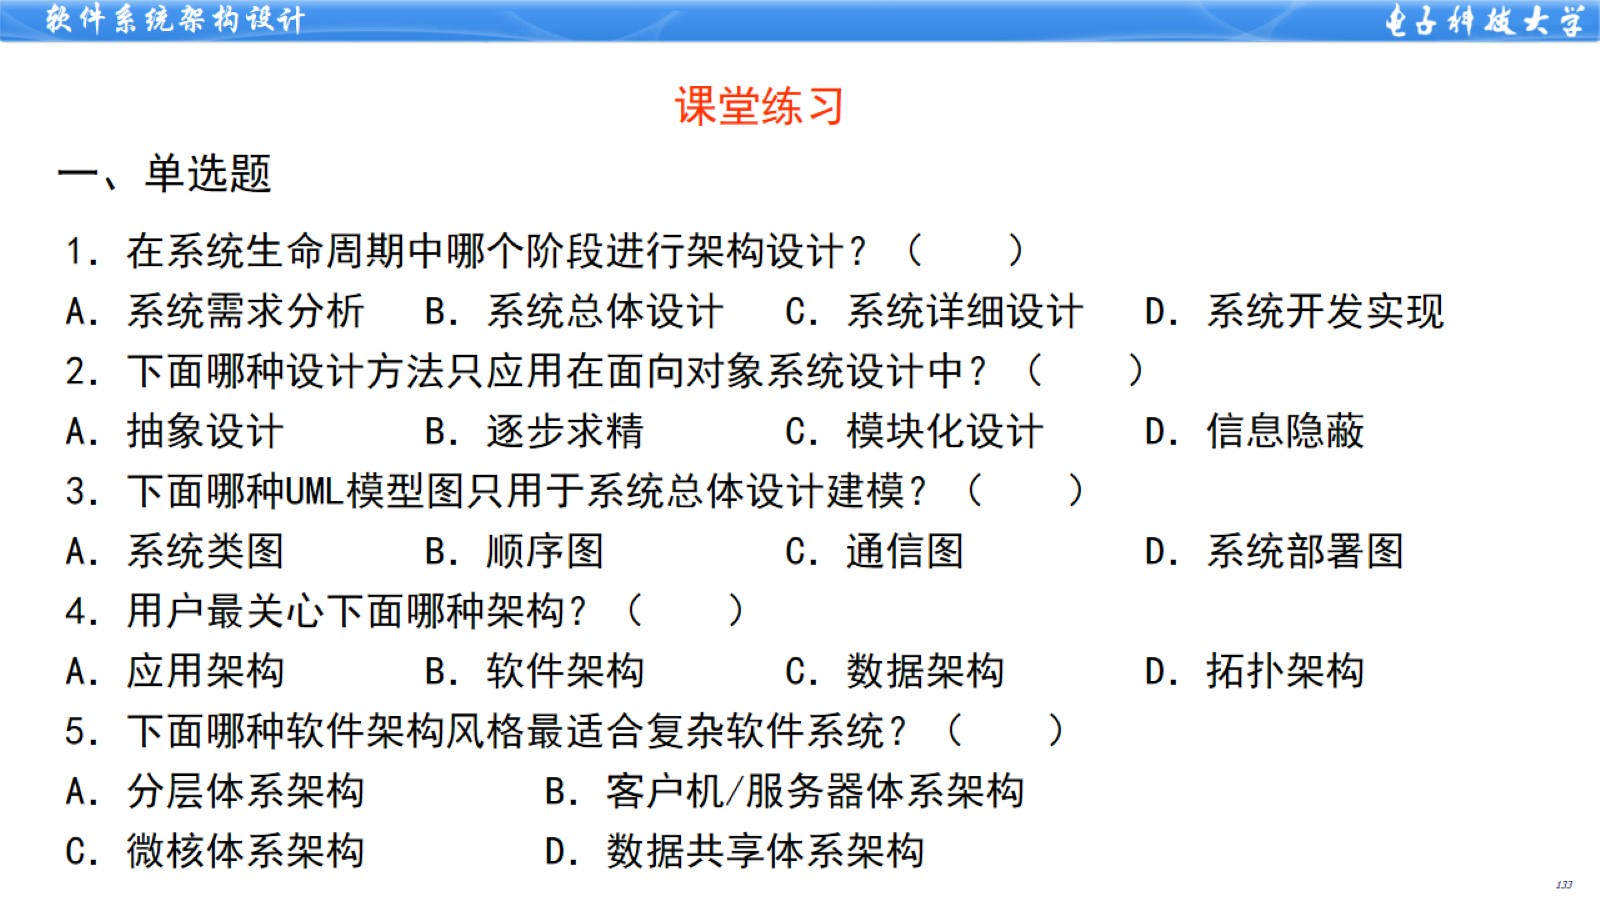 软件系统架构设计
电子科技大学
课堂练习
一、单选题
1. 在系统生命周期中哪个阶段进行架构设计?（　　）
A. 系统需求分析 B. 系统总体设计 C. 系统详细设计 D. 系统开发实现
2. 下面哪种设计方法只应用在面向对象系统设计中?（　　）
A. 抽象设计 B. 逐步求精 C. 模块化设计 D. 信息隐蔽
3. 下面哪种UML模型图只用于系统总体设计建模?（　　）
A. 系统类图 B. 顺序图 C. 通信图 D. 系统部署图
4. 用户最关心下面哪种架构?（　　）
A. 应用架构 B. 软件架构 C. 数据架构 D. 拓扑架构
5. 下面哪种软件架构风格最适合复杂软件系统?（　　）
A. 分层体系架构 B. 客户机/服务器体系架构
C. 微核体系架构 D. 数据共享体系架构
133